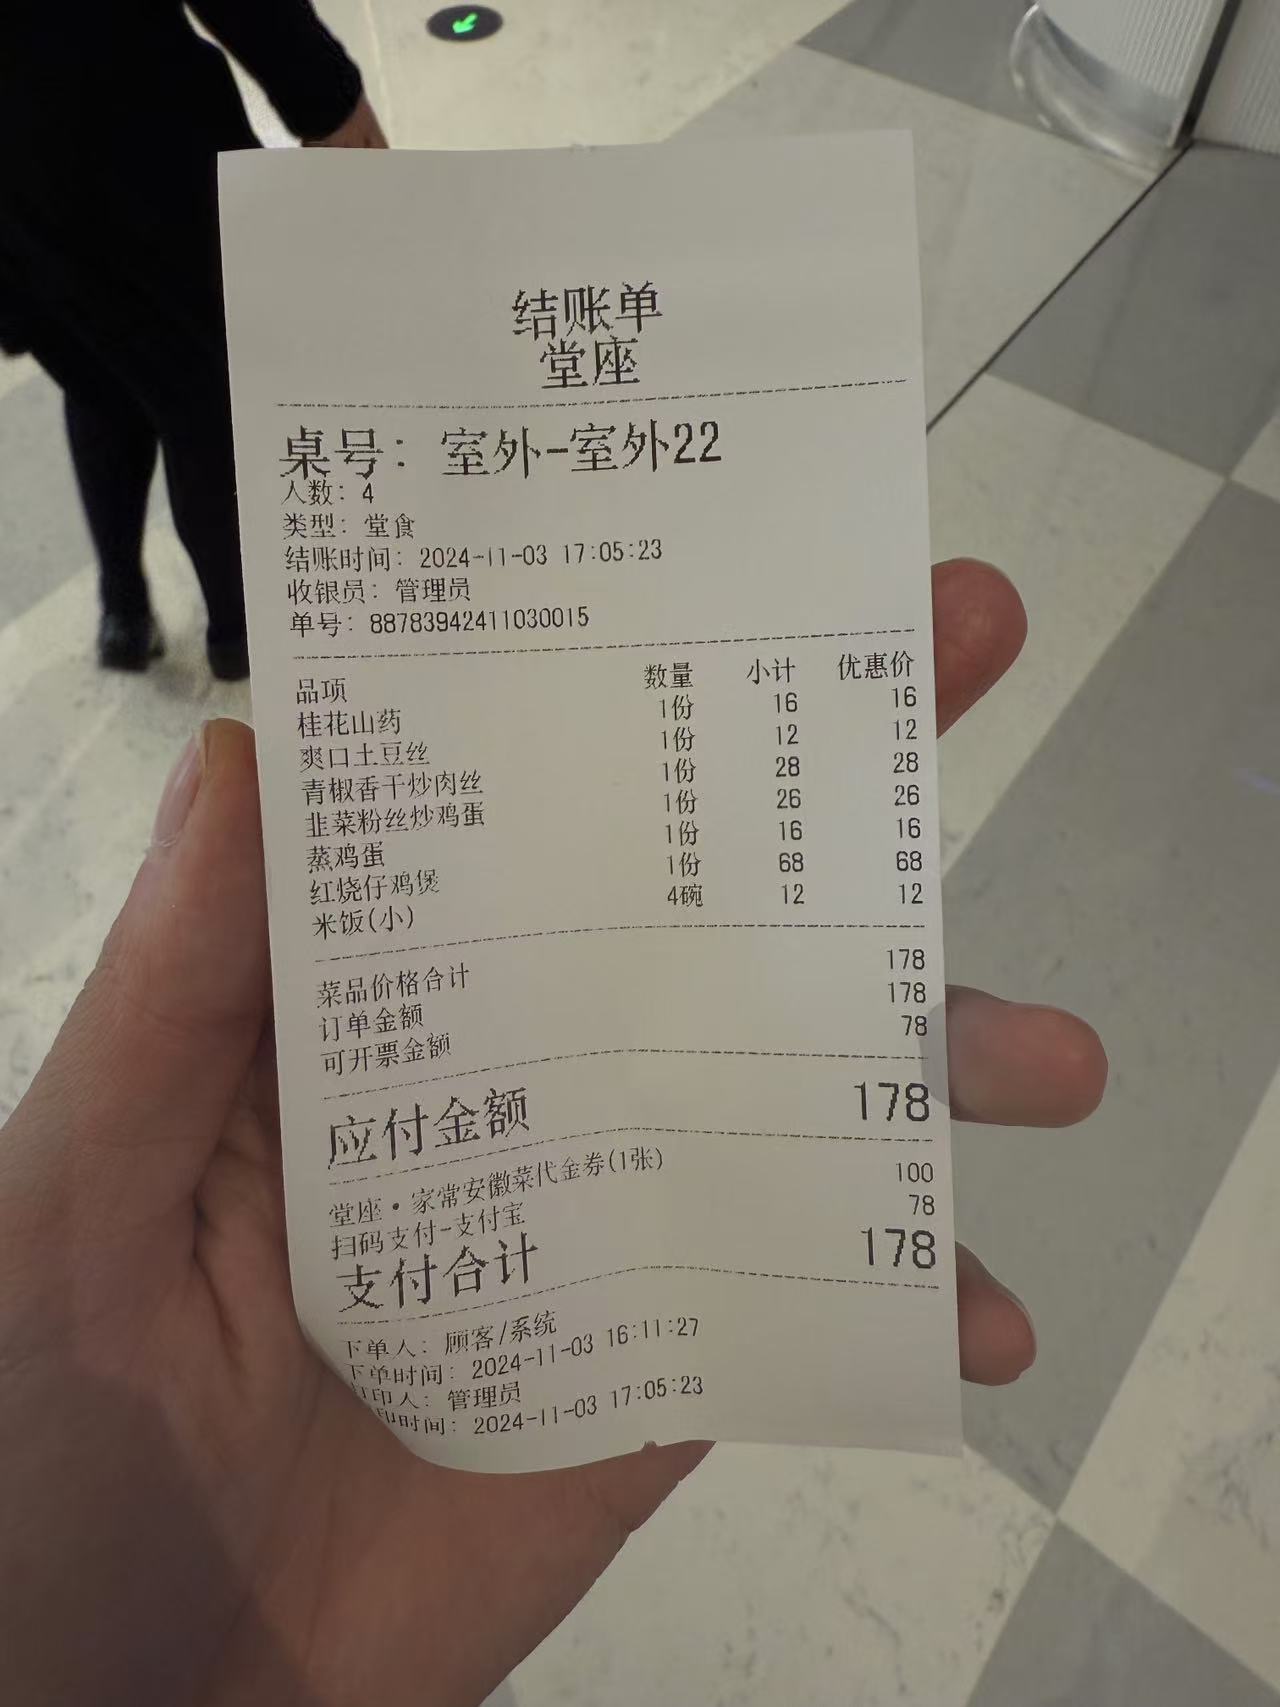 结账单
堂座
桌号：室外-室外22
人数：4
类型：堂食
结账时间：2024-11-03 17:05:23
收银员：管理员
单号：88783942411030015
品项 数量 小计 优惠价
桂花山药 1份 16 16
爽口土豆丝 1份 12 12
青椒香干炒肉丝 1份 28 28
韭菜粉丝炒鸡蛋 1份 26 26
蒸鸡蛋 1份 16 16
红烧仔鸡煲 1份 68 68
米饭(小) 4碗 12 12
菜品价格合计 178
订单金额 178
可开票金额 78
应付金额 178
堂座·家常安徽菜代金券(1张) 100
扫码支付-支付宝 78
支付合计 178
下单人：顾客/系统
下单时间：2024-11-03 16:11:27
打印人：管理员
印时间：2024-11-03 17:05:23